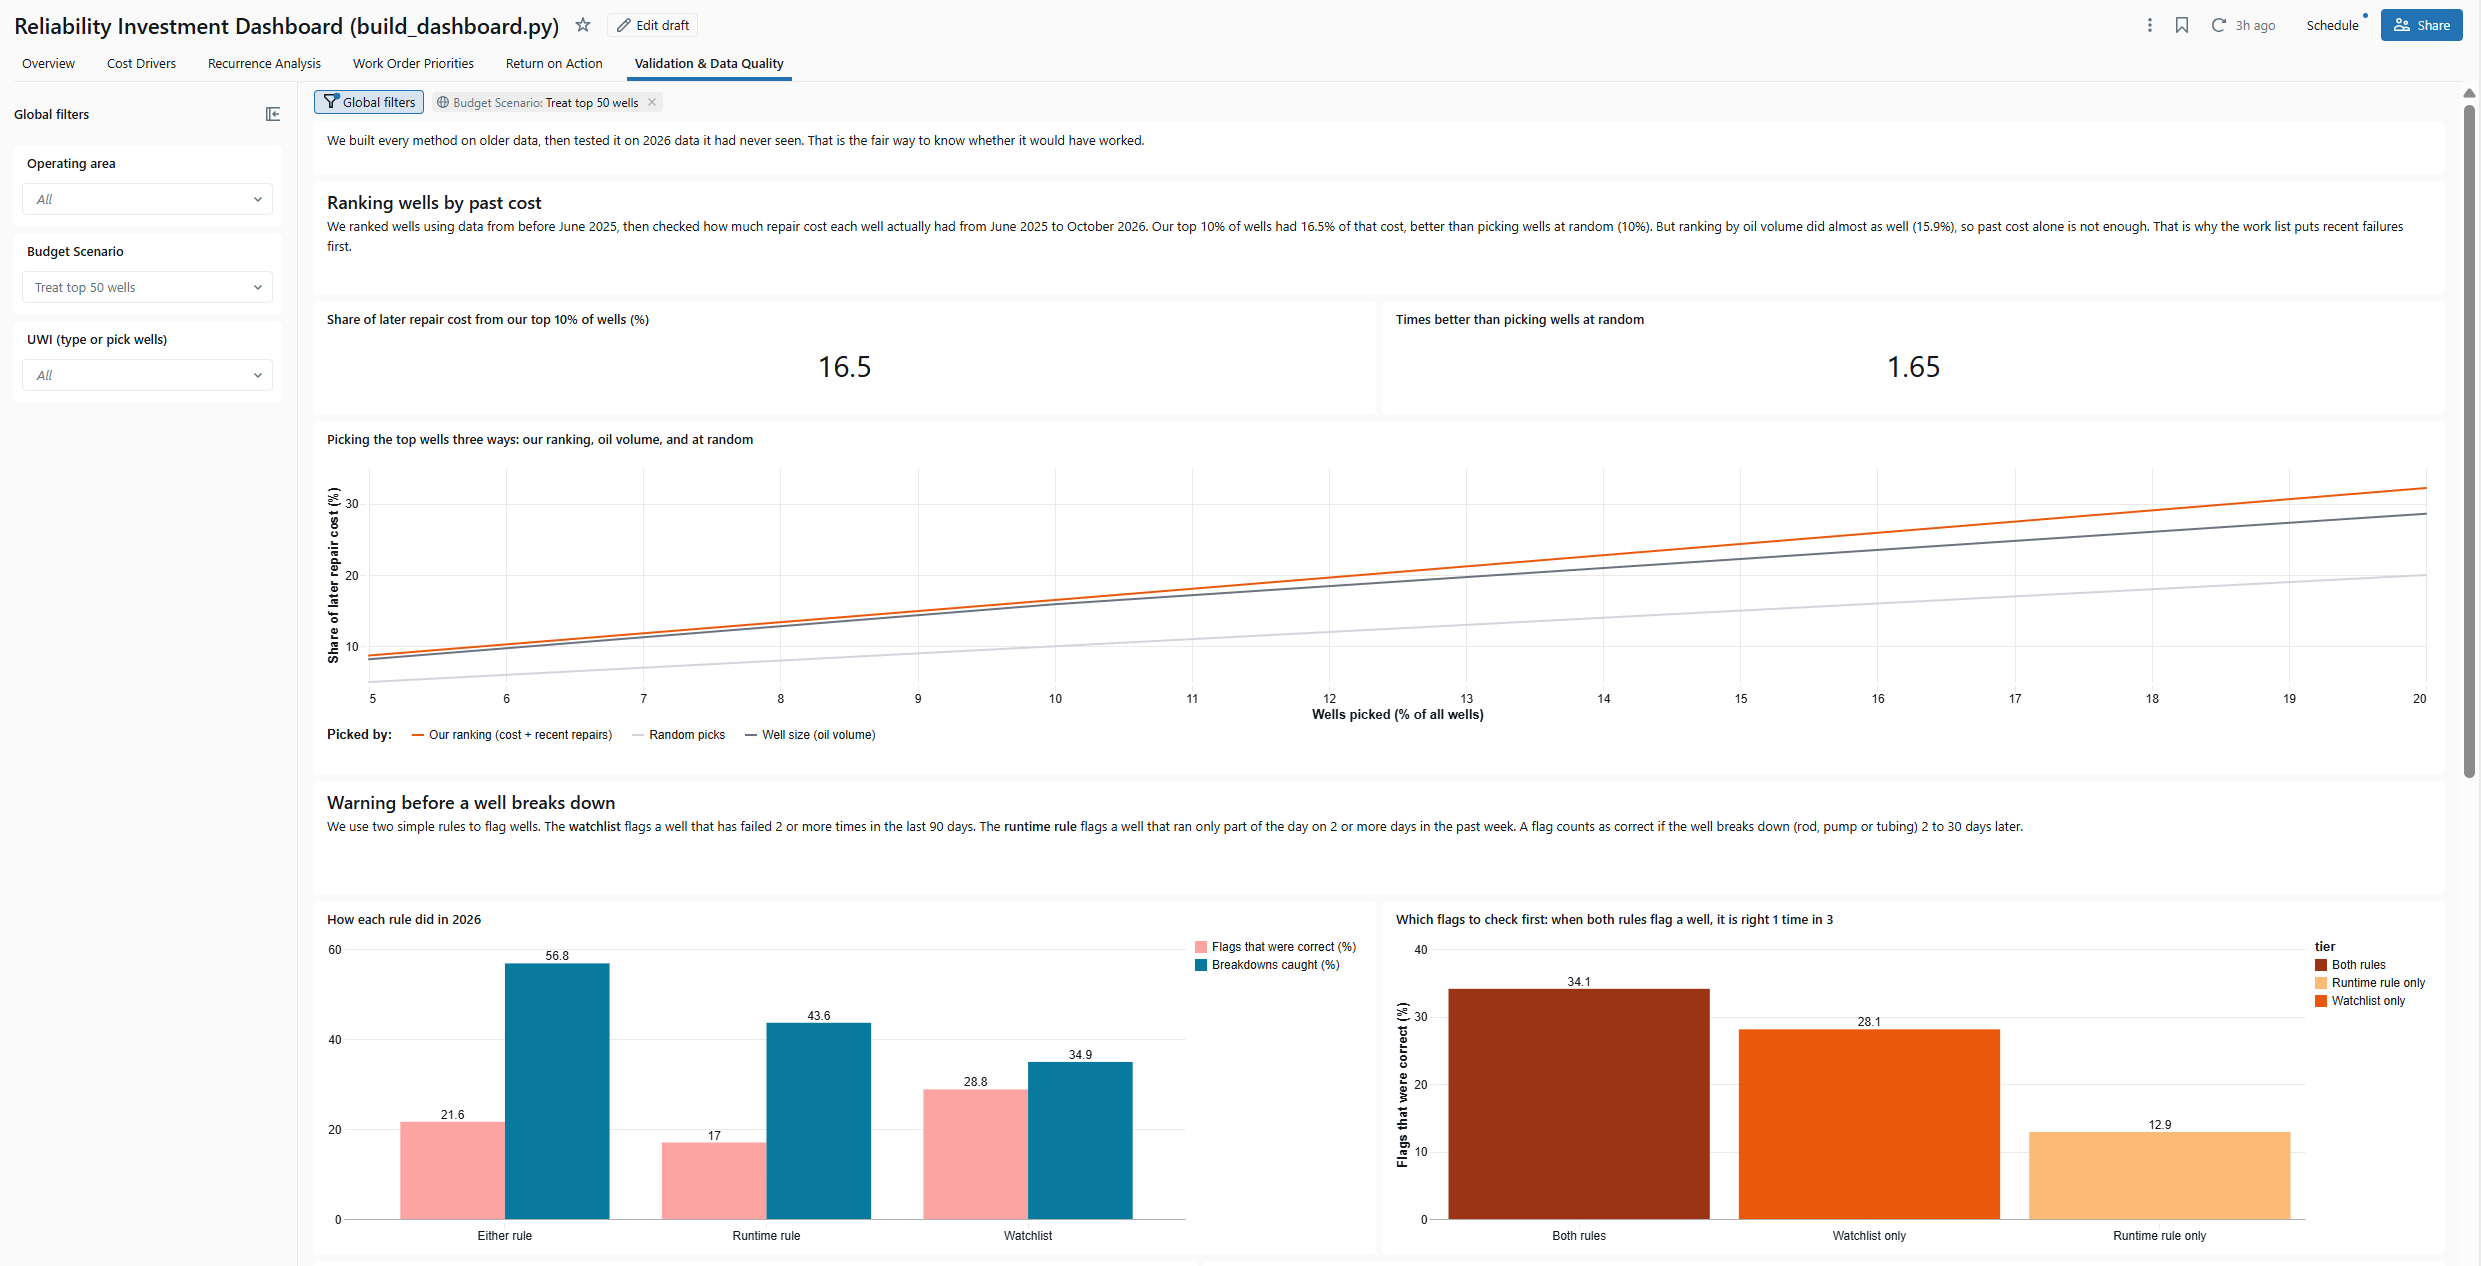 Reliability Investment Dashboard (build_dashboard.py)
Edit draft
3h ago
Schedule
Share
Overview
Cost Drivers
Recurrence Analysis
Work Order Priorities
Return on Action
Validation & Data Quality
Global filters
Operating area
All
Budget Scenario
Treat top 50 wells
UWI (type or pick wells)
All
Global filters
Budget Scenario: Treat top 50 wells
We built every method on older data, then tested it on 2026 data it had never seen. That is the fair way to know whether it would have worked.
Ranking wells by past cost
We ranked wells using data from before June 2025, then checked how much repair cost each well actually had from June 2025 to October 2026. Our top 10% of wells had 16.5% of that cost, better than picking wells at random (10%). But ranking by oil volume did almost as well (15.9%), so past cost alone is not enough. That is why the work list puts recent failures
first.
Share of later repair cost from our top 10% of wells (%)
16.5
Times better than picking wells at random
1.65
Picking the top wells three ways: our ranking, oil volume, and at random
Share of later repair cost (%)
30
20
10
5 6 7 8 9 10 11 12 13 14 15 16 17 18 19 20
Wells picked (% of all wells)
Picked by: Our ranking (cost + recent repairs) Random picks Well size (oil volume)
Warning before a well breaks down
We use two simple rules to flag wells. The watchlist flags a well that has failed 2 or more times in the last 90 days. The runtime rule flags a well that ran only part of the day on 2 or more days in the past week. A flag counts as correct if the well breaks down (rod, pump or tubing) 2 to 30 days later.
How each rule did in 2026
60
40
20
0
56.8
21.6
43.6
17
34.9
28.8
Either rule
Runtime rule
Watchlist
Flags that were correct (%)
Breakdowns caught (%)
Which flags to check first: when both rules flag a well, it is right 1 time in 3
Flags that were correct (%)
40
30
20
10
0
34.1
28.1
12.9
Both rules
Watchlist only
Runtime rule only
tier
Both rules
Runtime rule only
Watchlist only